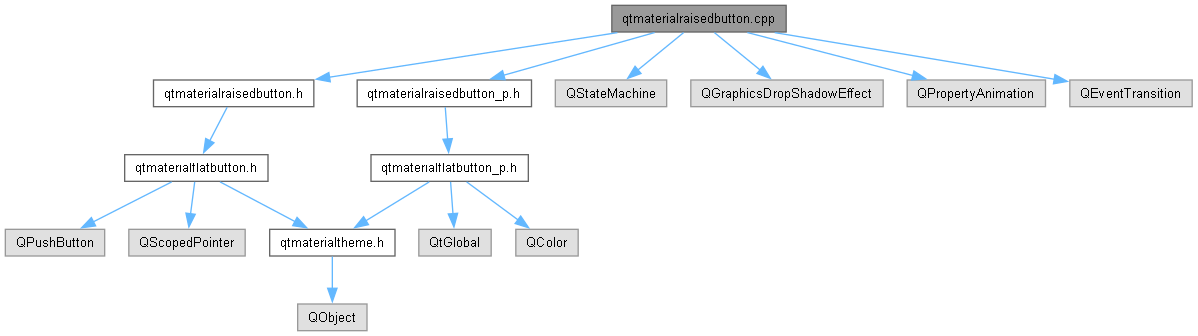 qtmaterialraisedbutton.cpp
qtmaterialraisedbutton.h
qtmaterialraisedbutton_p.h
QStateMachine
QGraphicsDropShadowEffect
QPropertyAnimation
QEventTransition
qtmaterialflatbutton.h
qtmaterialflatbutton_p.h
QPushButton
QScopedPointer
qtmaterialtheme.h
QtGlobal
QColor
QObject